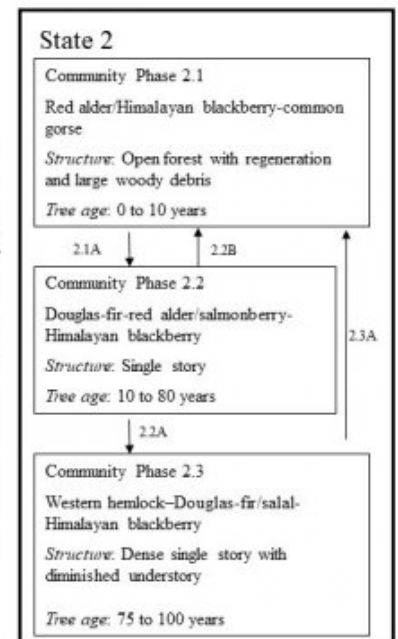 State 2
Community Phase 2.1
Red alder/Himalayan blackberry-common
gorse
Structure: Open forest with regeneration
and large woody debris
Tree age: 0 to 10 years
2.1A
2.2B
Community Phase 2.2
Douglas-fir-red alder/salmonberry-
Himalayan blackberry
Structure: Single story
Tree age: 10 to 80 years
2.3A
2.2A
Community Phase 2.3
Western hemlock–Douglas-fir/salal-
Himalayan blackberry
Structure: Dense single story with
diminished understory
Tree age: 75 to 100 years